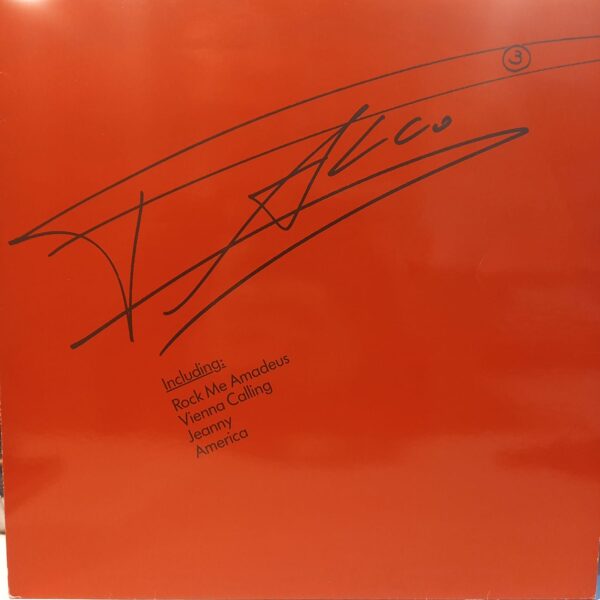 3
FALCO
Including:
Rock Me Amadeus
Vienna Calling
Jeanny
America